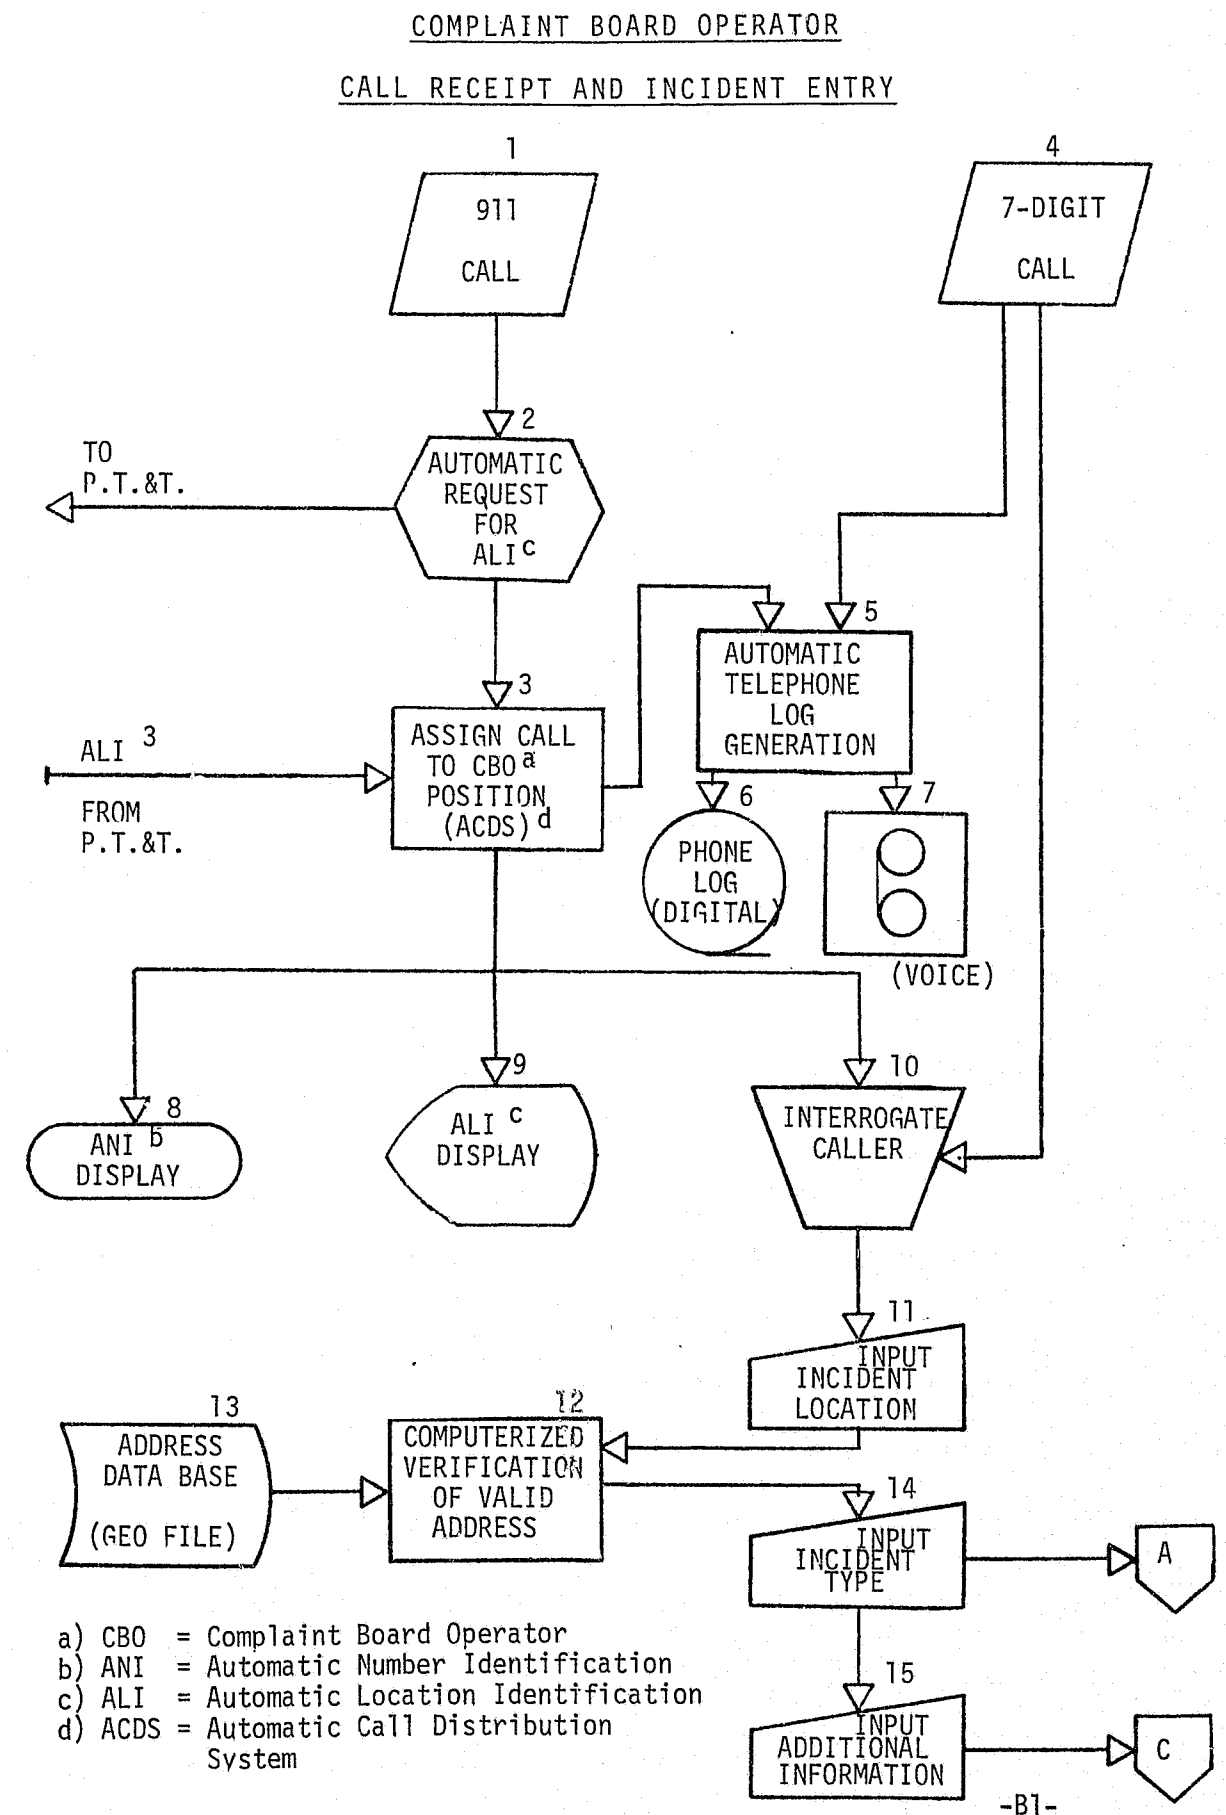 COMPLAINT BOARD OPERATOR
CALL RECEIPT AND INCIDENT ENTRY
1
911
CALL
4
7-DIGIT
CALL
2
AUTOMATIC
REQUEST
FOR
ALI c
TO
P.T.&T.
3
ASSIGN CALL
TO CBO a
POSITION
(ACDS) d
ALI 3
FROM
P.T.&T.
5
AUTOMATIC
TELEPHONE
LOG
GENERATION
6
PHONE
LOG
(DIGITAL)
7
(VOICE)
8
ANI b
DISPLAY
9
ALI c
DISPLAY
10
INTERROGATE
CALLER
11
INPUT
INCIDENT
LOCATION
12
COMPUTERIZED
VERIFICATION
OF VALID
ADDRESS
13
ADDRESS
DATA BASE
(GEO FILE)
14
INPUT
INCIDENT
TYPE
A
15
INPUT
ADDITIONAL
INFORMATION
C
a) CBO = Complaint Board Operator
b) ANI = Automatic Number Identification
c) ALI = Automatic Location Identification
d) ACDS = Automatic Call Distribution
System
-B1-